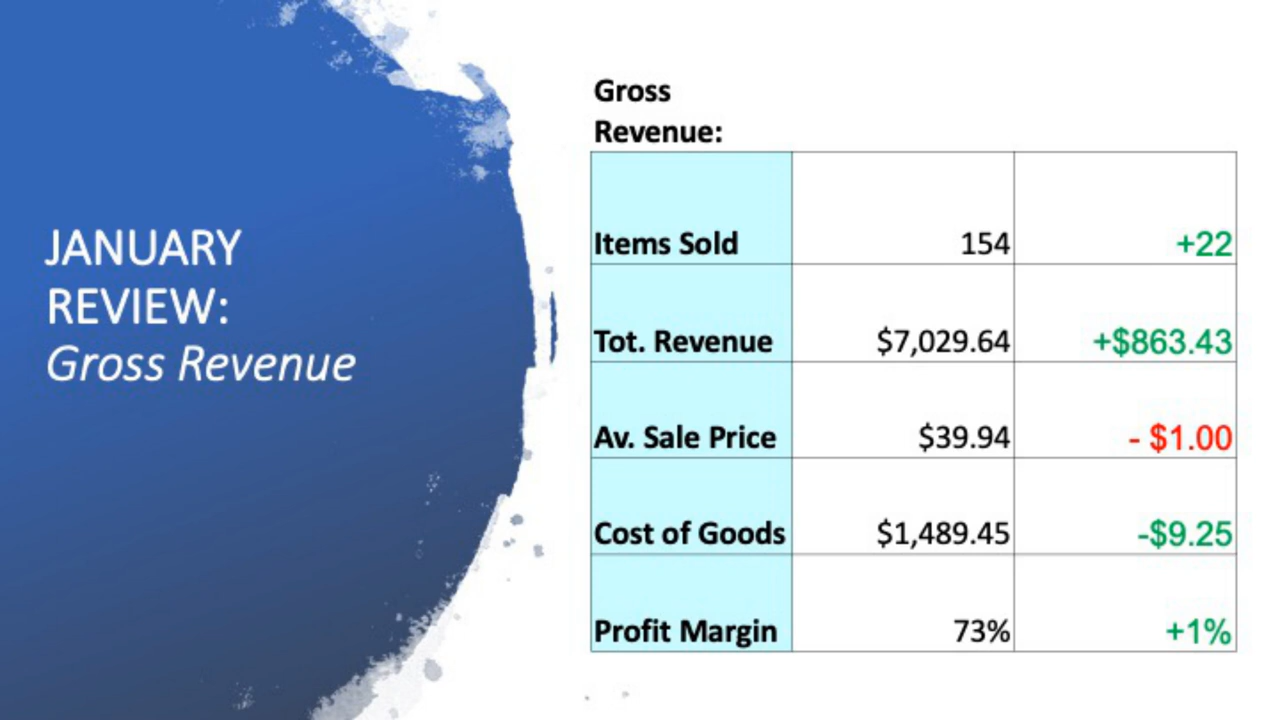 JANUARY
REVIEW:
Gross Revenue
Gross
Revenue:
Items Sold 154 +22
Tot. Revenue $7,029.64 +$863.43
Av. Sale Price $39.94 - $1.00
Cost of Goods $1,489.45 -$9.25
Profit Margin 73% +1%